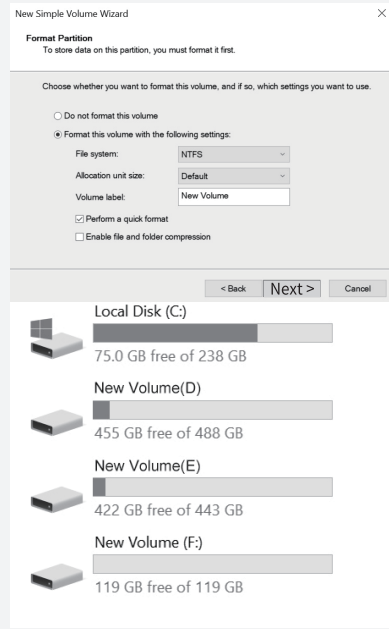 New Simple Volume Wizard
Format Partition
To store data on this partition, you must format it first.
Choose whether you want to format this volume, and if so, which settings you want to use.
Do not format this volume
Format this volume with the following settings:
File system: NTFS
Allocation unit size: Default
Volume label: New Volume
Perform a quick format
Enable file and folder compression
< Back Next > Cancel
Local Disk (C:)
75.0 GB free of 238 GB
New Volume(D)
455 GB free of 488 GB
New Volume(E)
422 GB free of 443 GB
New Volume (F:)
119 GB free of 119 GB